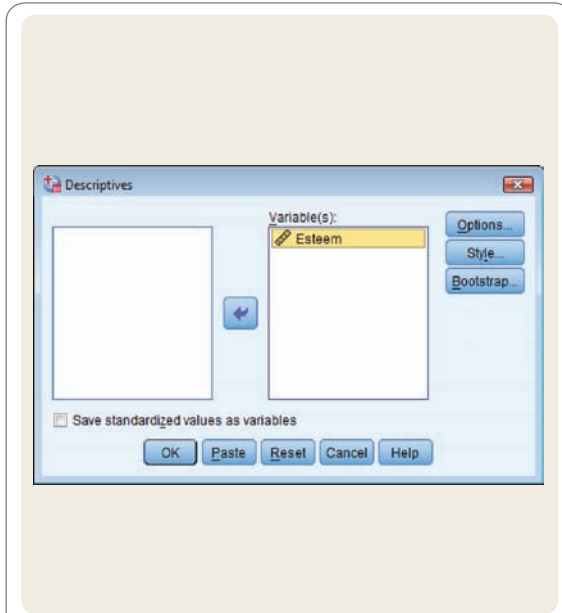 Descriptives
Variable(s):
Esteem
Options...
Style...
Bootstrap...
Save standardized values as variables
OK Paste Reset Cancel Help